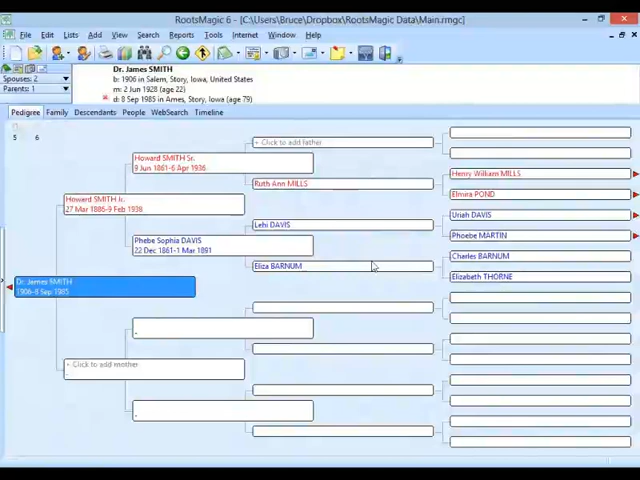 RootsMagic 6 - [C:\Users\Bruce\Dropbox\RootsMagic Data\Main.rmgc]
File Edit Lists Add View Search Reports Tools Internet Window Help
Dr. James SMITH
Spouses: 2
b: 1906 in Salem, Story, Iowa, United States
Parents: 1
m: 2 Jun 1928 (age 22)
d: 8 Sep 1985 in Ames, Story, Iowa (age 79)
Pedigree Family Descendants People WebSearch Timeline
5 6
+ Click to add father
Howard SMITH Sr.
9 Jun 1861-6 Apr 1936
Henry William MILLS
Ruth Ann MILLS
Elmira POND
Howard SMITH Jr.
27 Mar 1886-9 Feb 1938
Uriah DAVIS
Lehi DAVIS
Phoebe MARTIN
Phebe Sophia DAVIS
22 Dec 1861-1 Mar 1891
Charles BARNUM
Eliza BARNUM
Elizabeth THORNE
Dr. James SMITH
1906-8 Sep 1985
+ Click to add mother